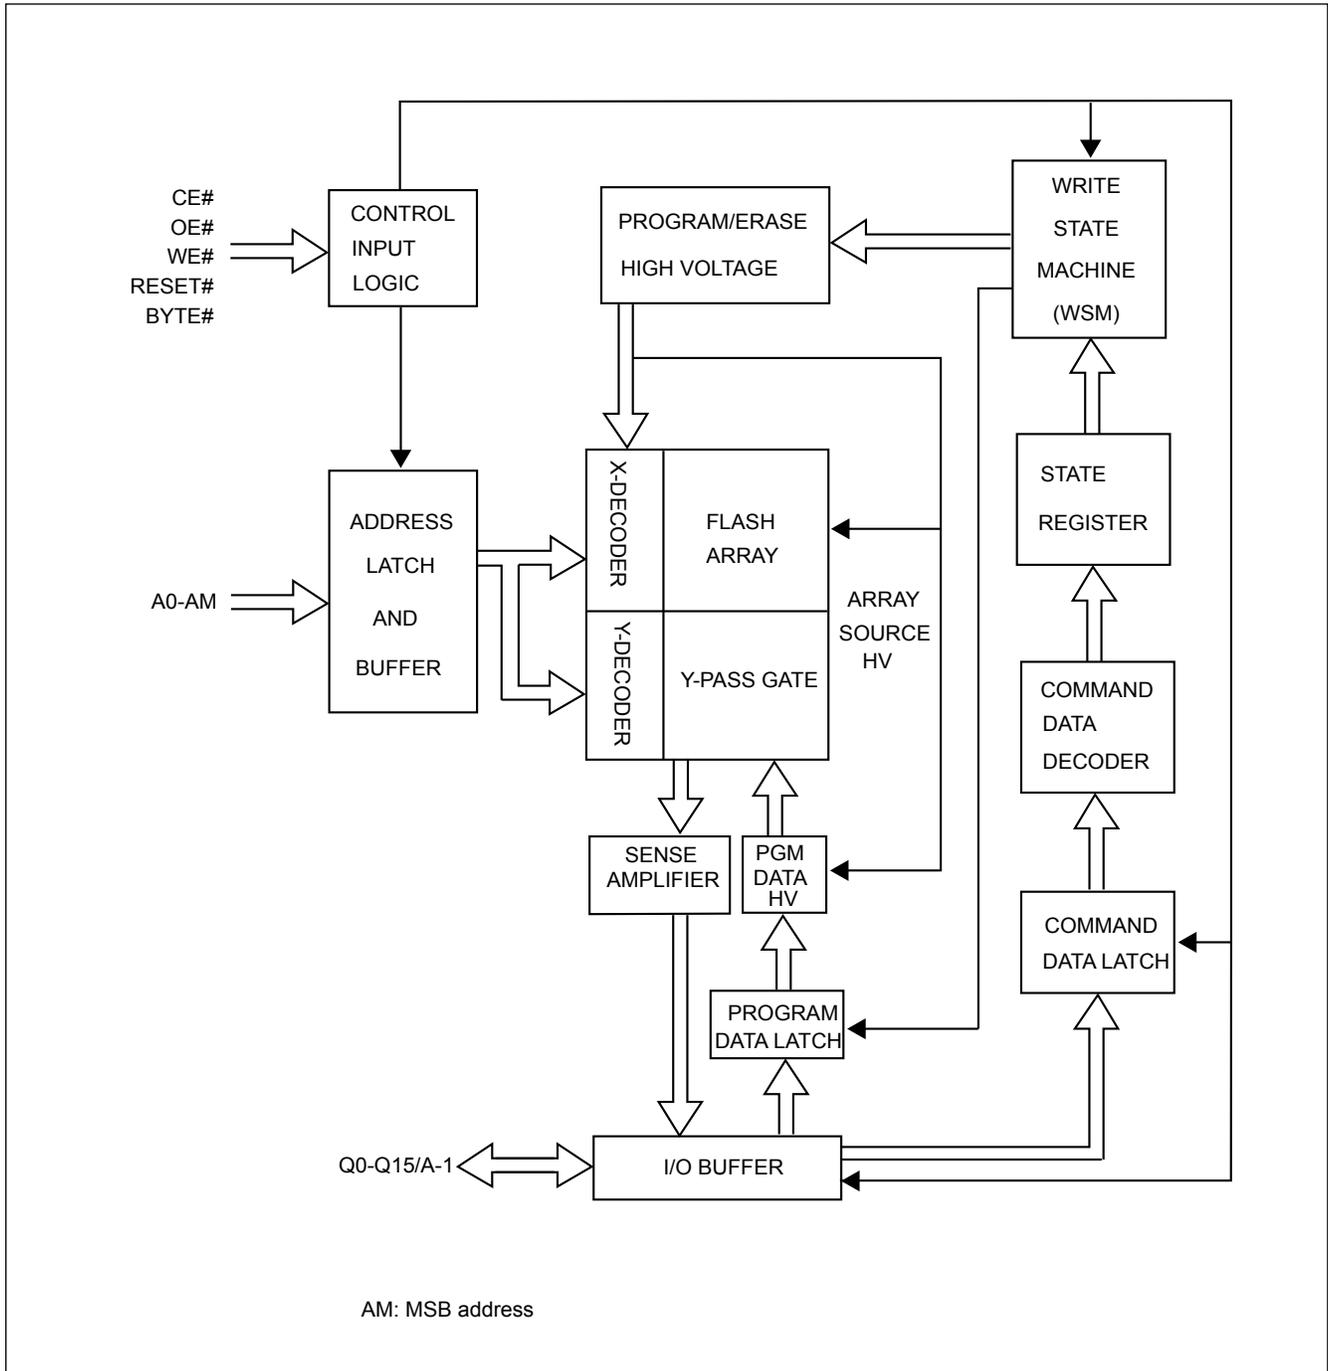 CE#
OE#
WE#
RESET#
BYTE#
CONTROL
INPUT
LOGIC
PROGRAM/ERASE
HIGH VOLTAGE
WRITE
STATE
MACHINE
(WSM)
ADDRESS
LATCH
AND
BUFFER
A0-AM
X-DECODER
FLASH
ARRAY
Y-DECODER
Y-PASS GATE
ARRAY
SOURCE
HV
STATE
REGISTER
COMMAND
DATA
DECODER
SENSE
AMPLIFIER
PGM
DATA
HV
COMMAND
DATA LATCH
PROGRAM
DATA LATCH
Q0-Q15/A-1
I/O BUFFER
AM: MSB address